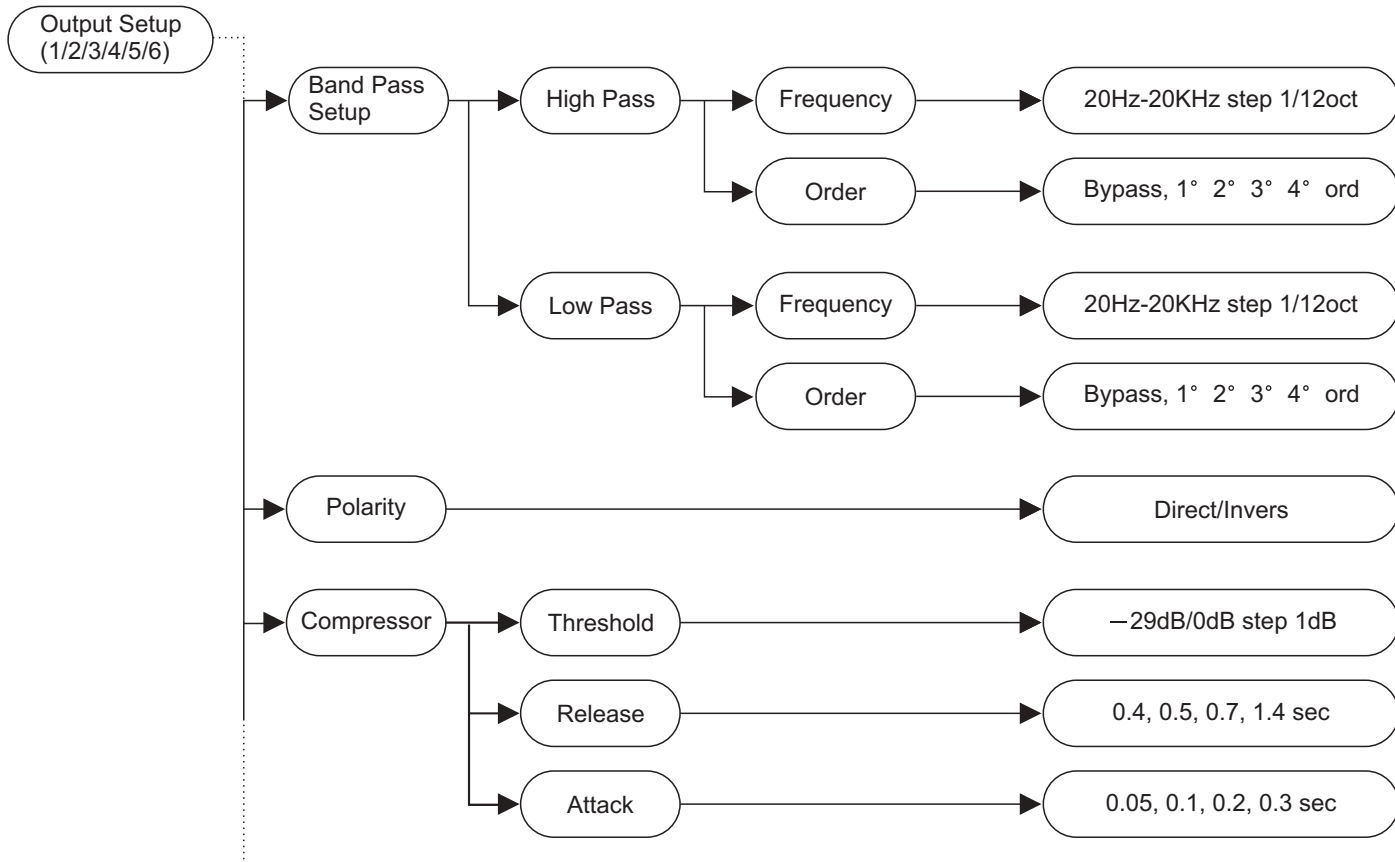 Output Setup
(1/2/3/4/5/6)
Band Pass
Setup
High Pass
Frequency
20Hz-20KHz step 1/12oct
Order
Bypass, 1° 2° 3° 4° ord
Low Pass
Frequency
20Hz-20KHz step 1/12oct
Order
Bypass, 1° 2° 3° 4° ord
Polarity
Direct/Invers
Compressor
Threshold
−29dB/0dB step 1dB
Release
0.4, 0.5, 0.7, 1.4 sec
Attack
0.05, 0.1, 0.2, 0.3 sec